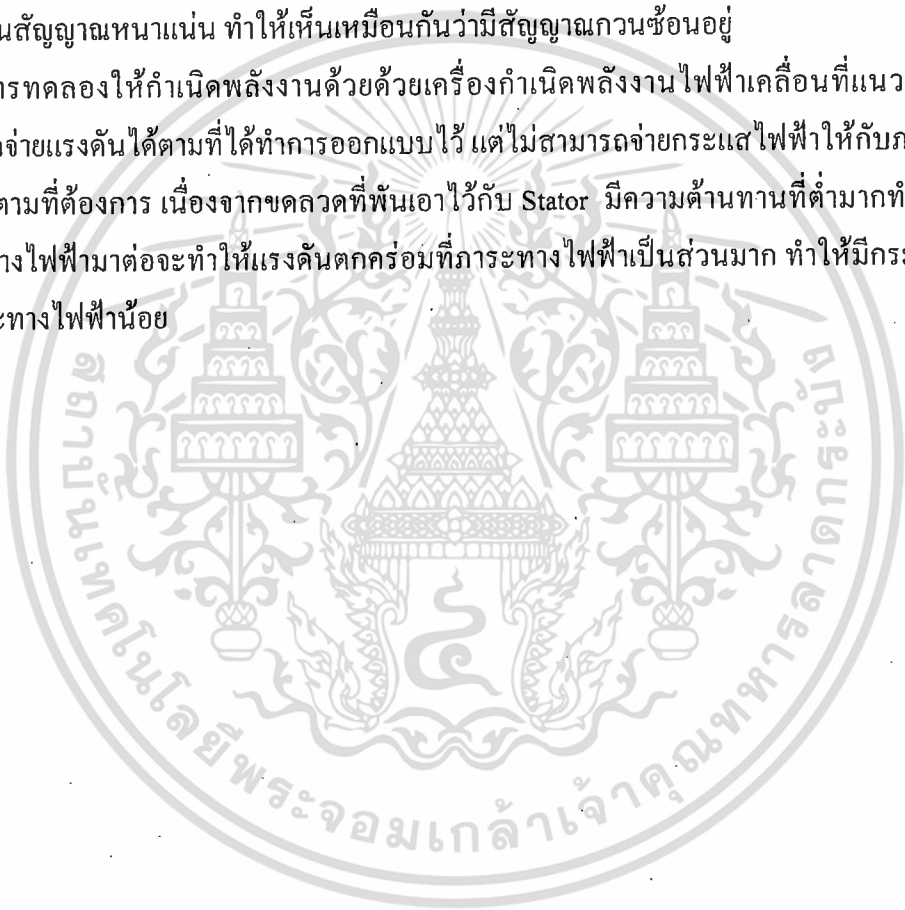 นสัญญาณหนาแน่น ทำให้เห็นเหมือนกันว่ามีสัญญาณกวนซ้อนอยู่
ารทดลองให้กำเนิดพลังงานด้วยด้วยเครื่องกำเนิดพลังงานไฟฟ้าเคลื่อนที่แนว
จ่ายแรงดันได้ตามที่ได้ทำการออกแบบไว้ แต่ไม่สามารถจ่ายกระแสไฟฟ้าให้กับภ
ตามที่ต้องการ เนื่องจากขดลวดที่พันเอาไว้กับ Stator มีความต้านทานที่ต่ำมากทำ
างไฟฟ้ามาต่อจะทำให้แรงดันตกคร่อมที่ภาระทางไฟฟ้าเป็นส่วนมาก ทำให้มีกระ
ะทางไฟฟ้าน้อย
สถาบันเทคโนโลยีพระจอมเกล้าเจ้าคุณทหารลาดกระบัง